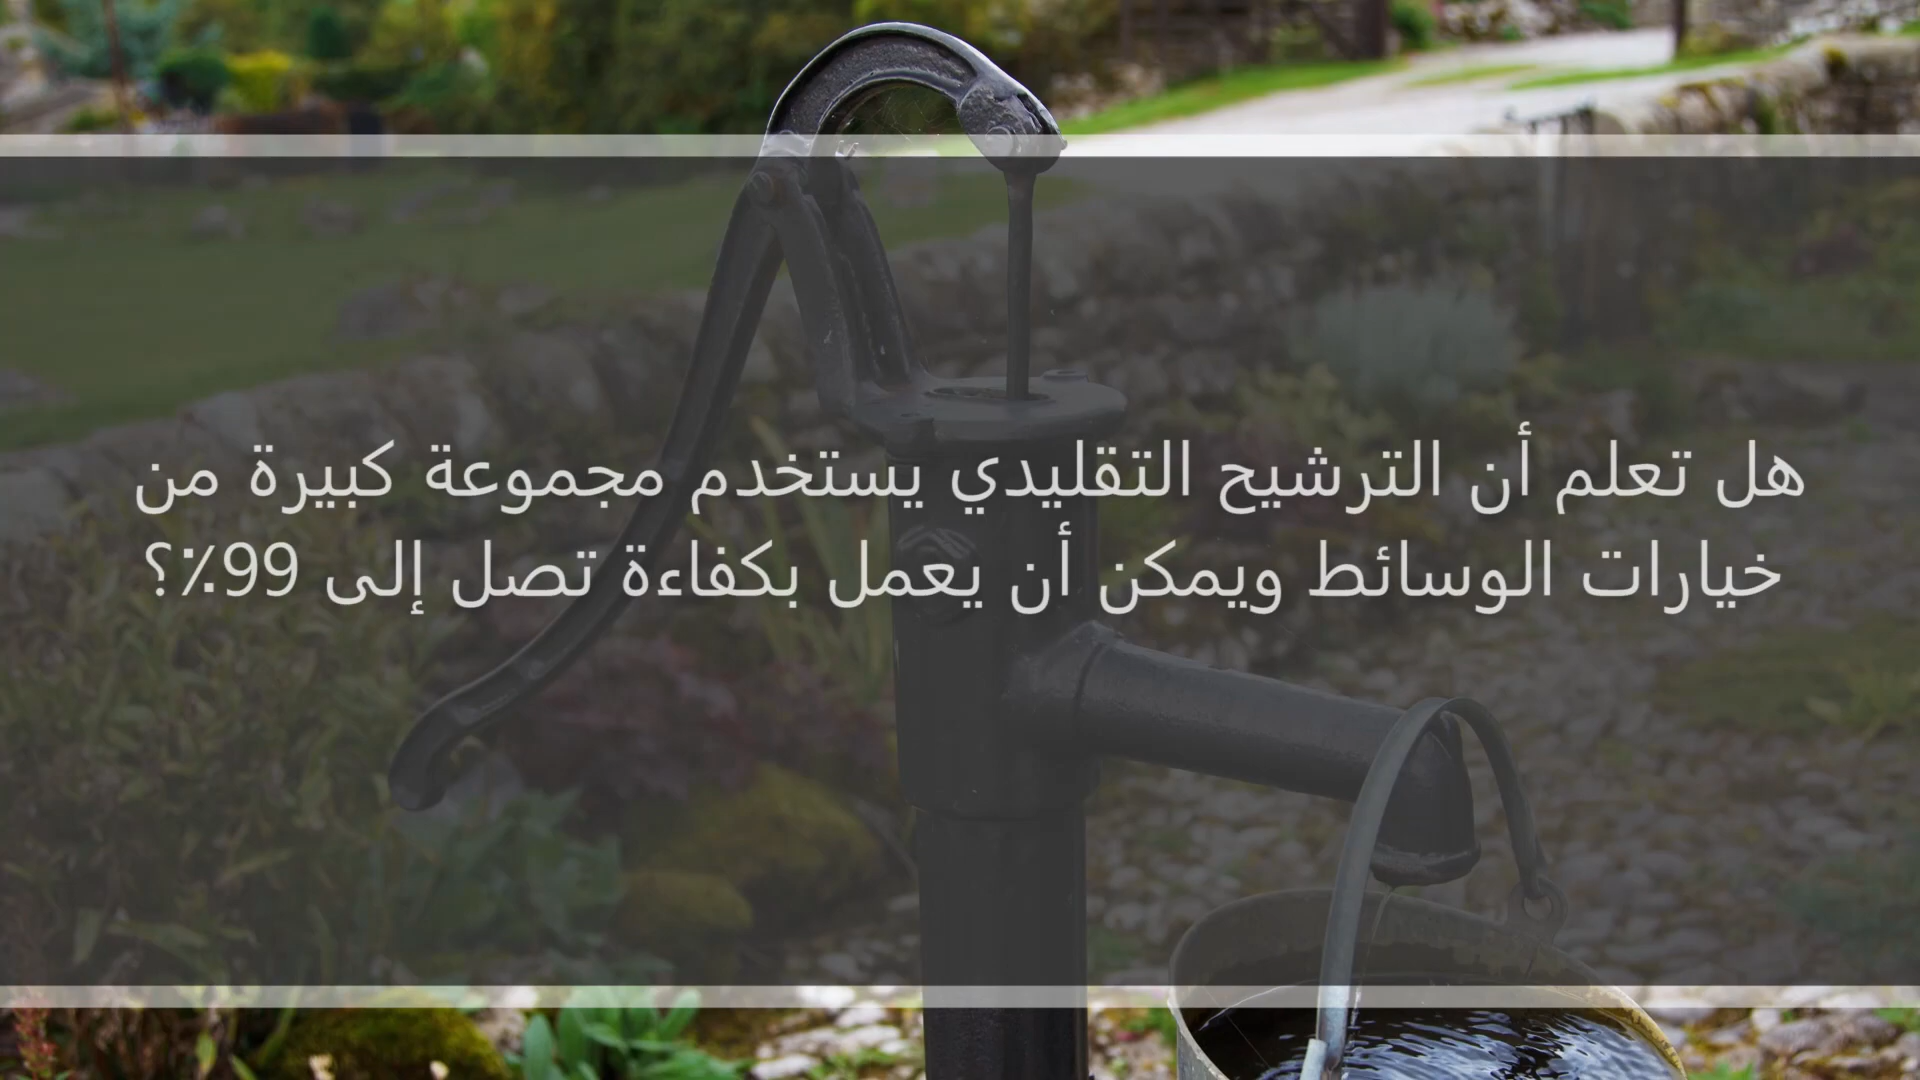 هل تعلم أن الترشيح التقليدي يستخدم مجموعة كبيرة من
خيارات الوسائط ويمكن أن يعمل بكفاءة تصل إلى 99٪؟